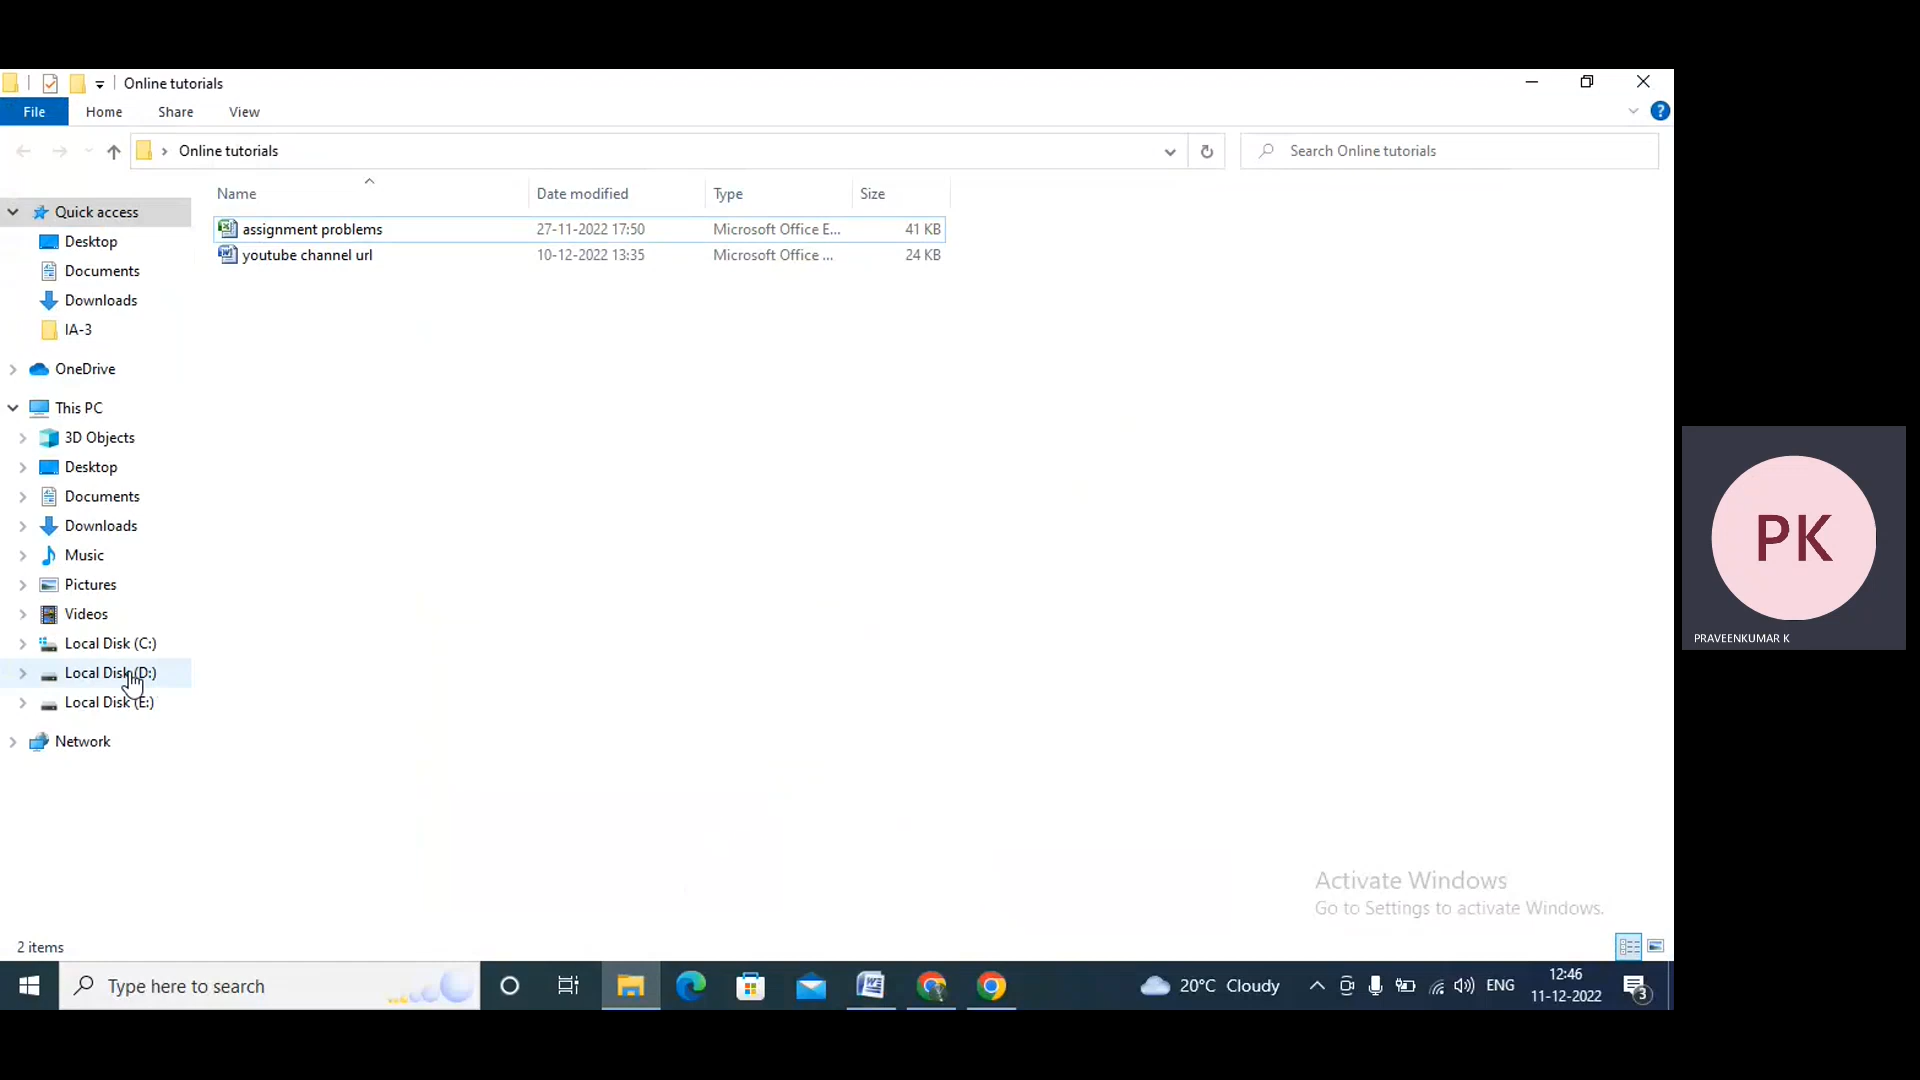 Online tutorials
File Home Share View
Online tutorials
Search Online tutorials
Name Date modified Type Size
assignment problems 27-11-2022 17:50 Microsoft Office E... 41 KB
youtube channel url 10-12-2022 13:35 Microsoft Office ... 24 KB
Quick access
Desktop
Documents
Downloads
IA-3
OneDrive
This PC
3D Objects
Desktop
Documents
Downloads
Music
Pictures
Videos
Local Disk (C:)
Local Disk (D:)
Local Disk (E:)
Network
PK
PRAVEENKUMAR K
Activate Windows
Go to Settings to activate Windows.
2 items
Type here to search
20°C Cloudy
ENG
12:46
11-12-2022
3